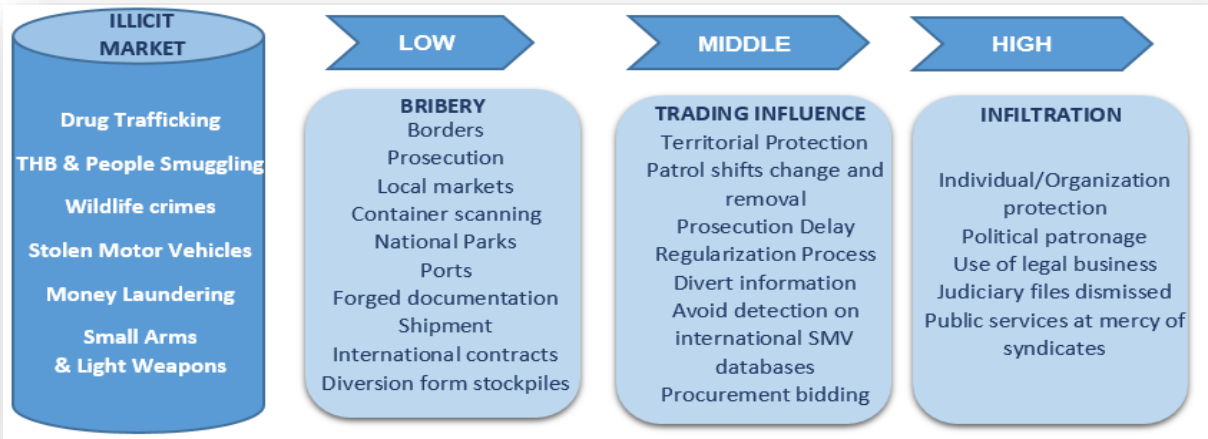 ILLICIT
MARKET
Drug Trafficking
THB & People Smuggling
Wildlife crimes
Stolen Motor Vehicles
Money Laundering
Small Arms
& Light Weapons
LOW
BRIBERY
Borders
Prosecution
Local markets
Container scanning
National Parks
Ports
Forged documentation
Shipment
International contracts
Diversion form stockpiles
MIDDLE
TRADING INFLUENCE
Territorial Protection
Patrol shifts change and
removal
Prosecution Delay
Regularization Process
Divert information
Avoid detection on
international SMV
databases
Procurement bidding
HIGH
INFILTRATION
Individual/Organization
protection
Political patronage
Use of legal business
Judiciary files dismissed
Public services at mercy of
syndicates